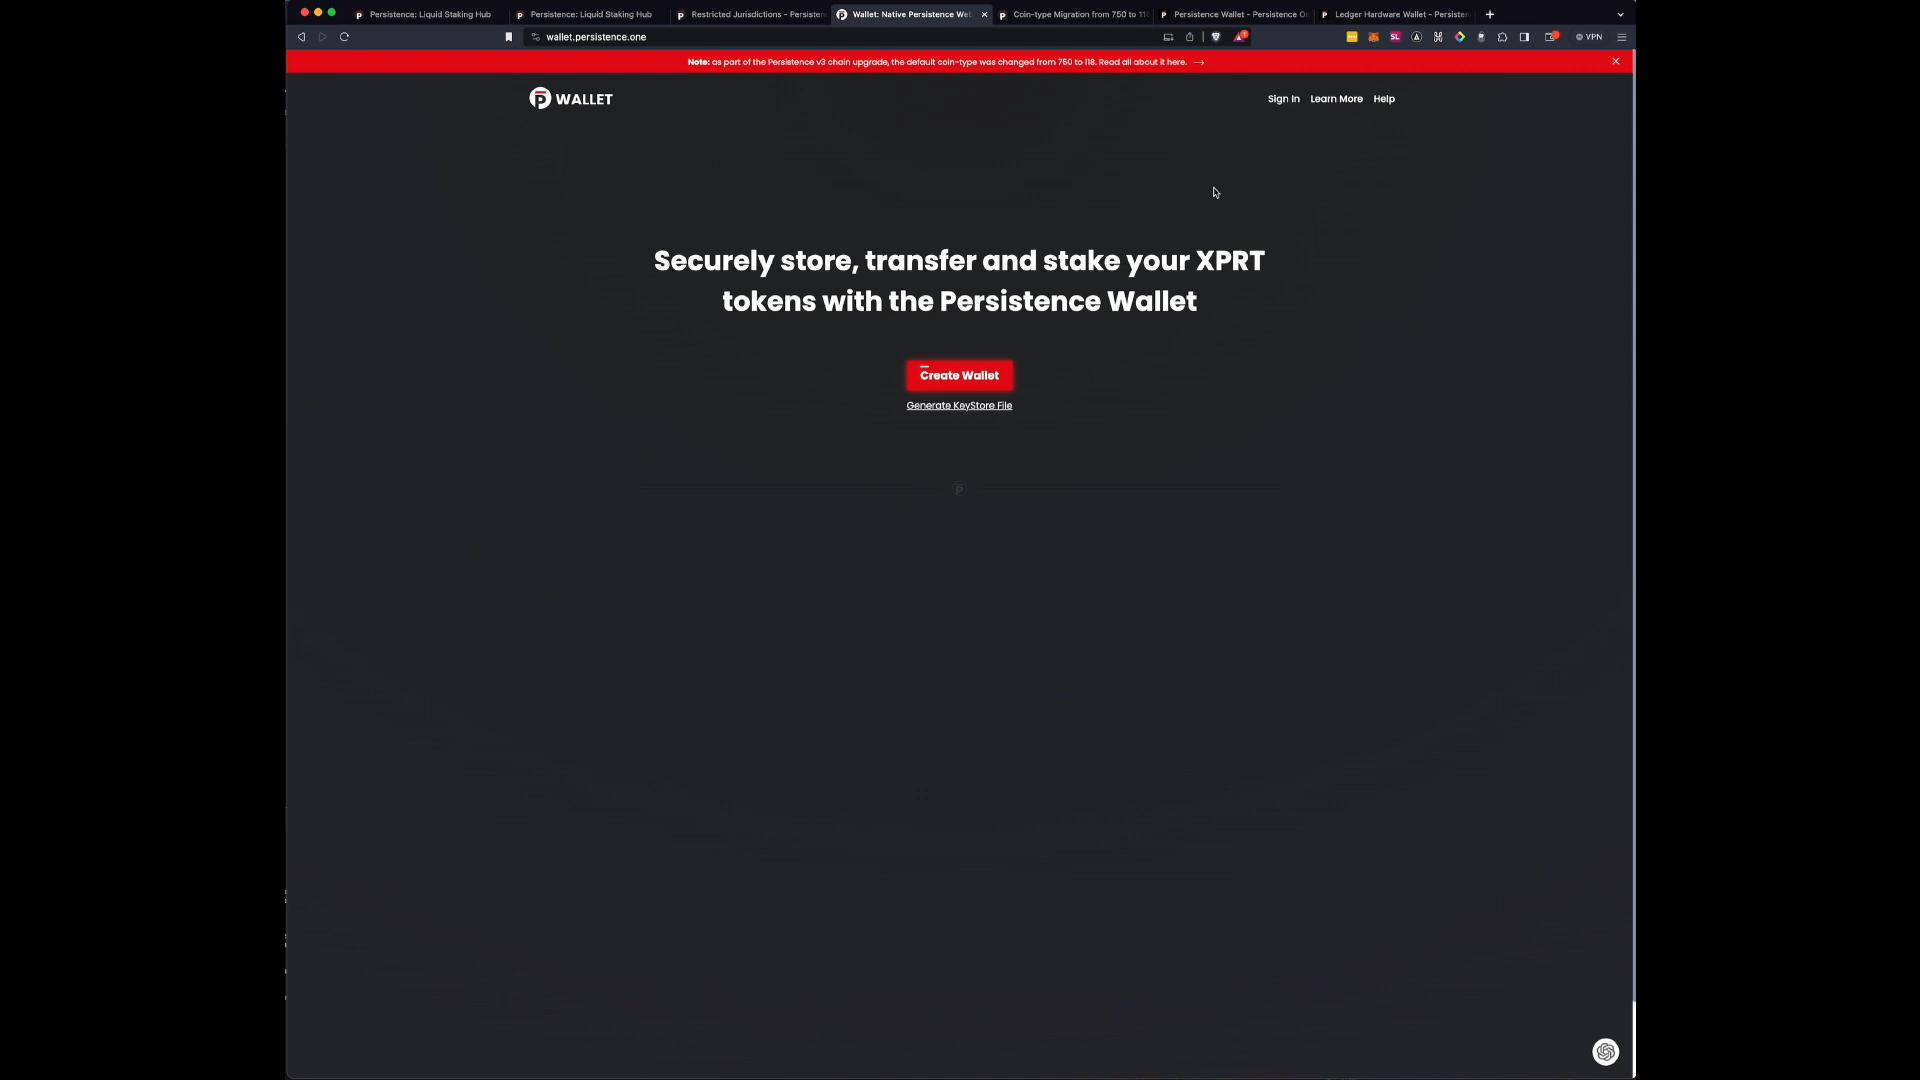 Persistence: Liquid Staking Hub
Persistence: Liquid Staking Hub
Restricted Jurisdictions - Persisten
Wallet: Native Persistence We
Coin-type Migration from 750 to 11
Persistence Wallet - Persistence O
Ledger Hardware Wallet - Persisten
wallet.persistence.one
VPN
Note: as part of the Persistence v3 chain upgrade, the default coin-type was changed from 750 to 118. Read all about it here. →
WALLET
Sign In
Learn More
Help
Securely store, transfer and stake your XPRT
tokens with the Persistence Wallet
Create Wallet
Generate KeyStore File